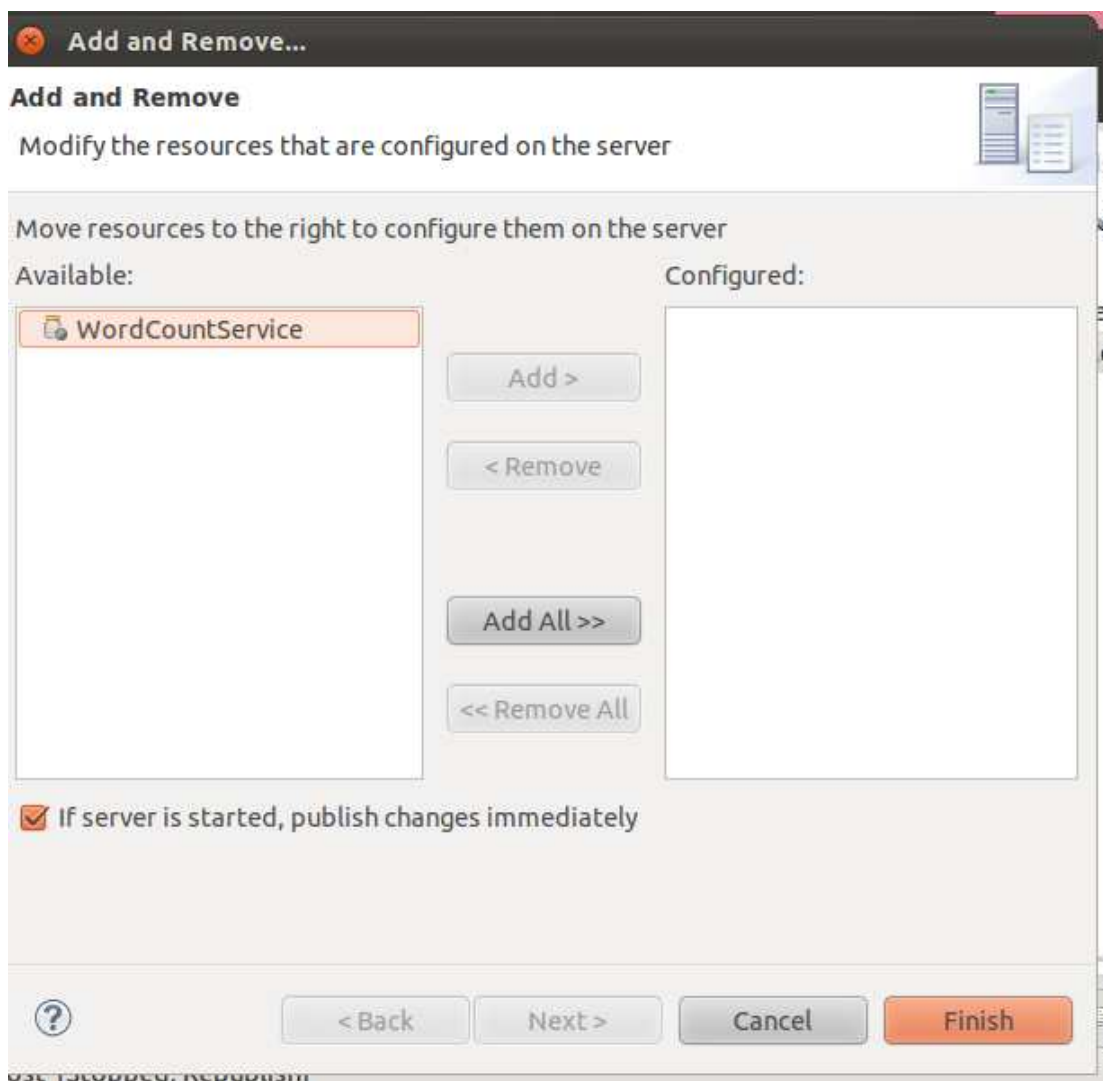 Add and Remove...
Add and Remove
Modify the resources that are configured on the server
Move resources to the right to configure them on the server
Available:
Configured:
WordCountService
Add >
< Remove
Add All >>
<< Remove All
If server is started, publish changes immediately
< Back
Next >
Cancel
Finish